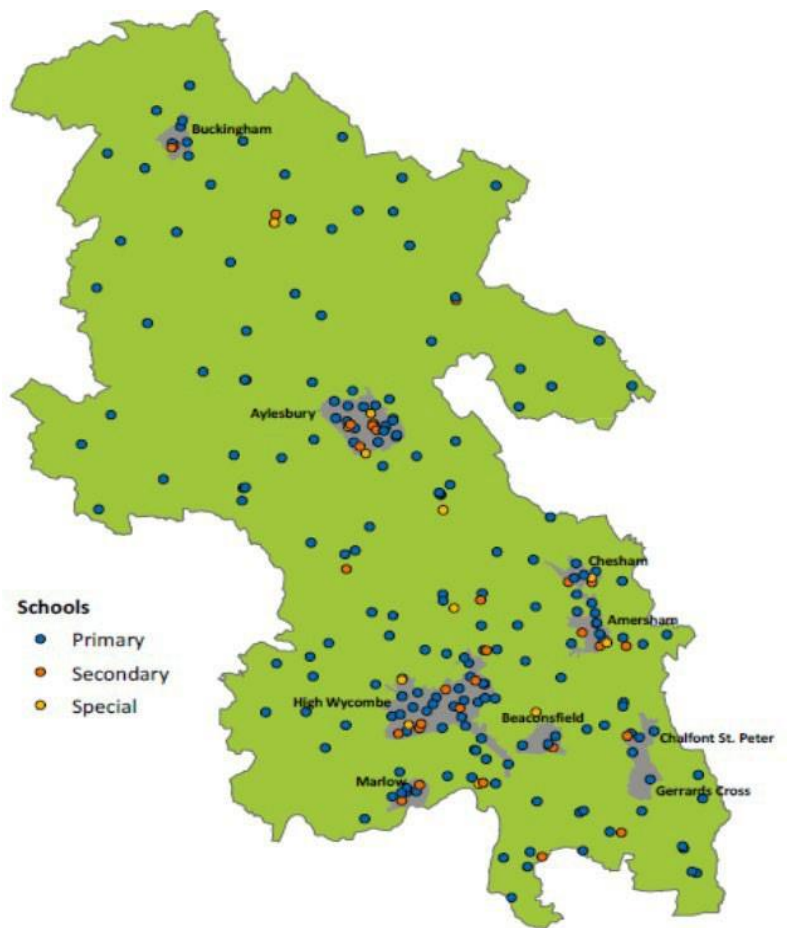 Buckingham
Aylesbury
Chesham
Schools
Primary
Amersham
Secondary
Special
High Wycombe
Beaconsfield
Chalfont St. Peter
Marlow
Gerrards Cross